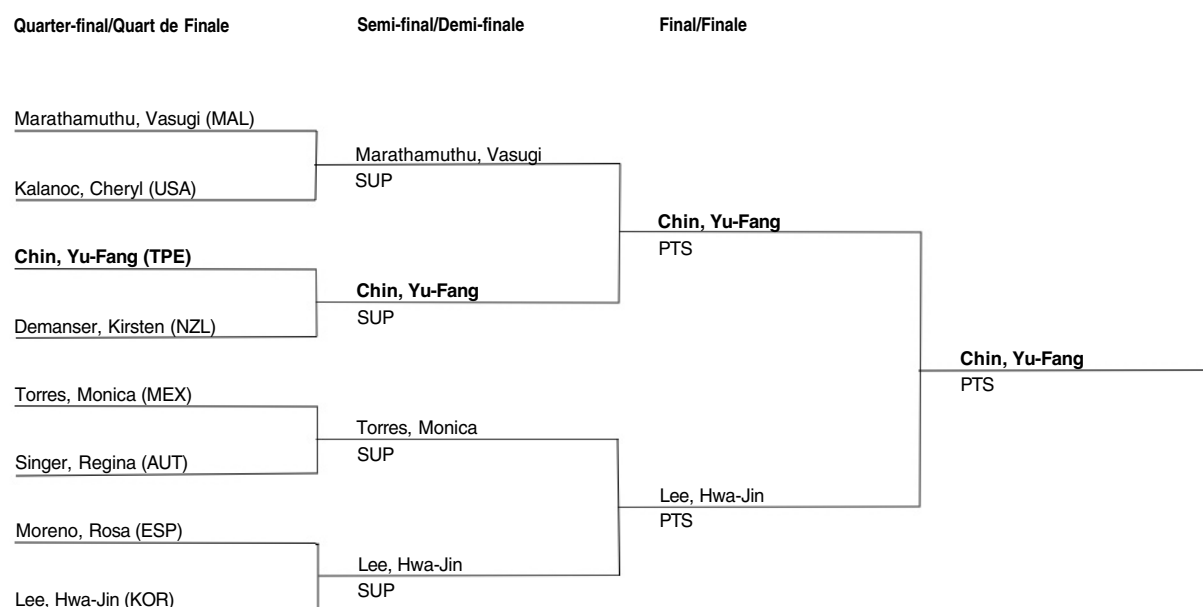 Quarter-final/Quart de Finale
Semi-final/Demi-finale
Final/Finale
Marathamuthu, Vasugi (MAL)
Marathamuthu, Vasugi
SUP
Kalanoc, Cheryl (USA)
Chin, Yu-Fang
PTS
Chin, Yu-Fang (TPE)
Chin, Yu-Fang
SUP
Demanser, Kirsten (NZL)
Chin, Yu-Fang
PTS
Torres, Monica (MEX)
Torres, Monica
SUP
Singer, Regina (AUT)
Lee, Hwa-Jin
PTS
Moreno, Rosa (ESP)
Lee, Hwa-Jin
SUP
Lee, Hwa-Jin (KOR)